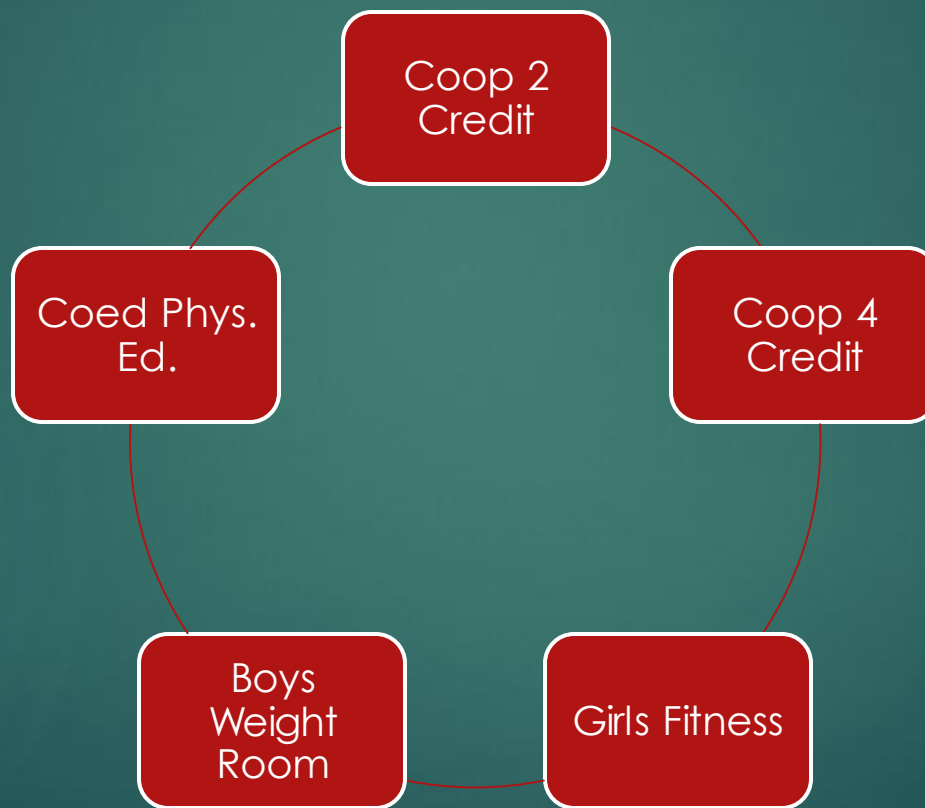 Coop 2
Credit
Coop 4
Credit
Girls Fitness
Boys
Weight
Room
Coed Phys.
Ed.